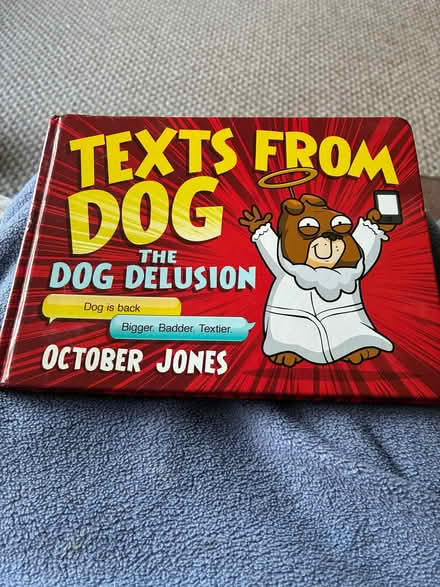 TEXTS FROM
DOG
THE
DOG DELUSION
Dog is back
Bigger. Badder. Textier.
OCTOBER JONES